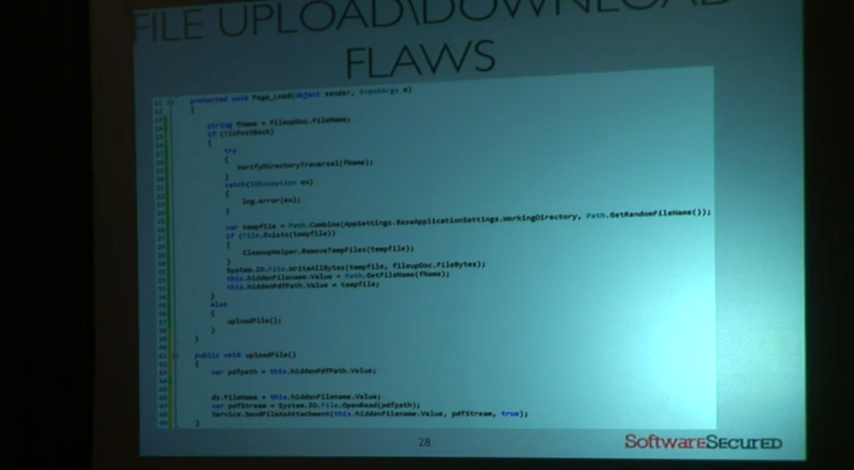 FILE UPLOAD\DOWNLOAD
FLAWS
protected void Page_Load(object sender, EventArgs e)
{
string fName = fileupDoc.FileName;
if (!IsPostBack)
{
try
{
VerifyDirectoryTraversal(fName);
}
catch(IOException ex)
{
log.error(ex);
}
var tempfile = Path.Combine(AppSettings.BaseApplicationSettings.WorkingDirectory, Path.GetRandomFileName());
if (File.Exists(tempfile))
{
CleanupHelper.RemoveTempFiles(tempfile);
}
System.IO.File.WriteAllBytes(tempfile, fileupDoc.FileBytes);
this.hiddenFilename.Value = Path.GetFileName(fName);
this.hiddenPdfPath.Value = tempfile;
}
else
{
uploadFile();
}
}
public void uploadFile()
{
var pdfpath = this.hiddenPdfPath.Value;
ds.FileName = this.hiddenFilename.Value;
var pdfStream = System.IO.File.OpenRead(pdfpath);
Service.SendFileAsAttachment(this.hiddenFilename.Value, pdfStream, true);
}
28
SOFTWARESECURED